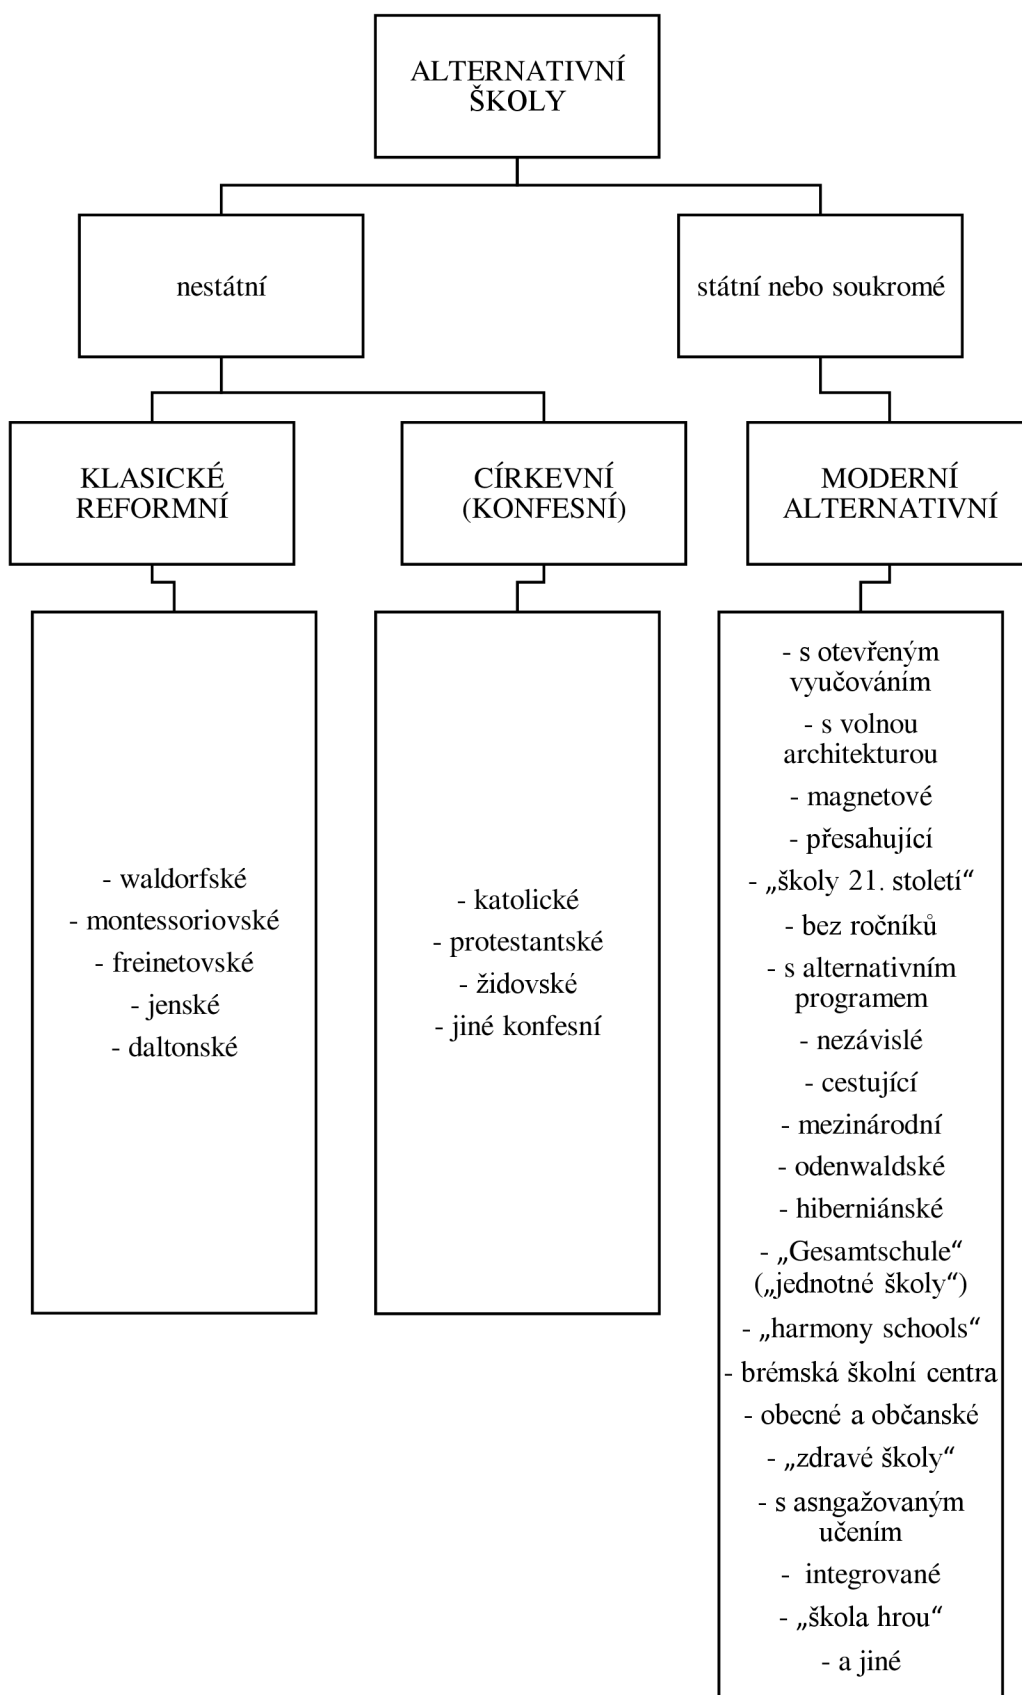 ALTERNATIVNÍ
ŠKOLY
nestátní
státní nebo soukromé
KLASICKÉ
REFORMNÍ
CÍRKEVNÍ
(KONFESNÍ)
MODERNÍ
ALTERNATIVNÍ
- waldorfské
- montessoriovské
- freinetovské
- jenské
- daltonské
- katolické
- protestantské
- židovské
- jiné konfesní
- s otevřeným
vyučováním
- s volnou
architekturou
- magnetové
- přesahující
- „školy 21. století“
- bez ročníků
- s alternativním
programem
- nezávislé
- cestující
- mezinárodní
- odenwaldské
- hiberniánské
- „Gesamtschule“
(„jednotné školy“)
- „harmony schools“
- brémská školní centra
- obecné a občanské
- „zdravé školy“
- s asngažovaným
učením
- integrované
- „škola hrou“
- a jiné